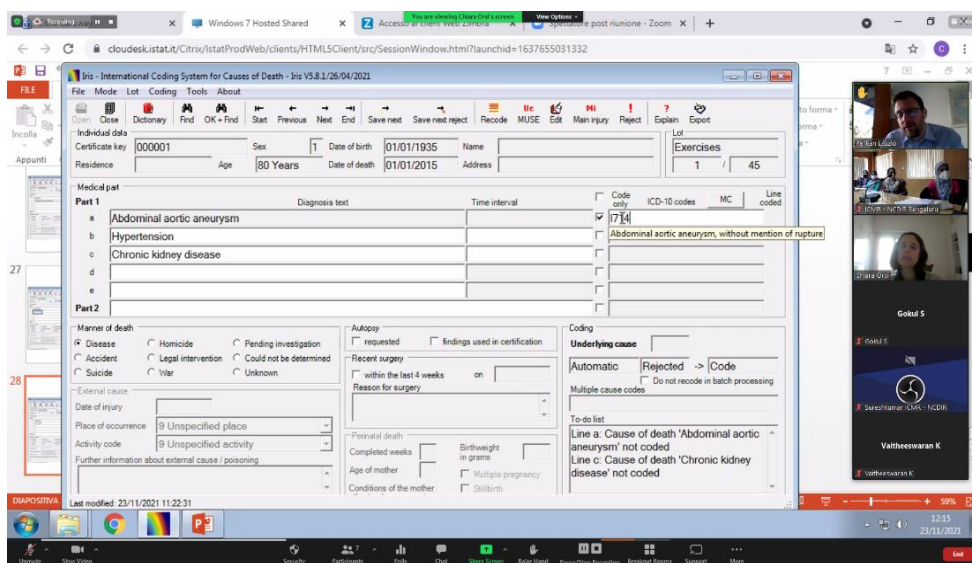 Recording
You are viewing Chiara Orsi's screen
View Options
Windows 7 Hosted Shared
Accesso al client Web Zimbra
Spettatore post riunione - Zoom
cloudesk.istat.it/Citrix/IstatProdWeb/clients/HTML5Client/src/SessionWindow.html?launchid=1637655031332
FILE
Incolla
Appunti
27
28
DIAPOSITIVA
Iris - International Coding System for Causes of Death - Iris V5.8.1/26/04/2021
File Mode Lot Coding Tools About
Open Close Dictionary Find OK + Find Start Previous Next End Save next Save next reject Recode MUSE Edit Main injury Reject Explain Export
Uc Mi ! ?
Individual data
Lot
Certificate key 000001 Sex 1 Date of birth 01/01/1935 Name Exercises
Residence Age 80 Years Date of death 01/01/2015 Address 1 / 45
Medical part
Part 1 Diagnosis text Time interval Code only ICD-10 codes MC Line coded
a Abdominal aortic aneurysm I714
b Hypertension
Abdominal aortic aneurysm, without mention of rupture
c Chronic kidney disease
d
e
Part2
Manner of death
Disease Homicide Pending investigation
Accident Legal intervention Could not be determined
Suicide War Unknown
External cause
Date of injury
Place of occurrence 9 Unspecified place
Activity code 9 Unspecified activity
Further information about external cause / poisoning
Autopsy
requested findings used in certification
Recent surgery
within the last 4 weeks on
Reason for surgery
Perinatal death
Completed weeks Birthweight in grams
Age of mother Multiple pregnancy
Conditions of the mother Stillbirth
Coding
Underlying cause
Automatic Rejected -> Code
Do not recode in batch processing
Multiple cause codes
To-do list
Line a: Cause of death 'Abdominal aortic
aneurysm' not coded
Line c: Cause of death 'Chronic kidney
disease' not coded
Last modified: 23/11/2021 11:22:31
to forma
orma
Pelikan Laszlo
ICMR - NCDIR Bengaluru
Chiara Orsi
Gokul S
Gokul S
Sureshkumar ICMR - NCDIR
Valtheeswaran K
Valtheeswaran K
59%
12:15
23/11/2021
Unmute Stop Video Security Participants 7 Polls Chat Share Screen Raise Hand Pause/Stop Recording Breakout Rooms Support More End